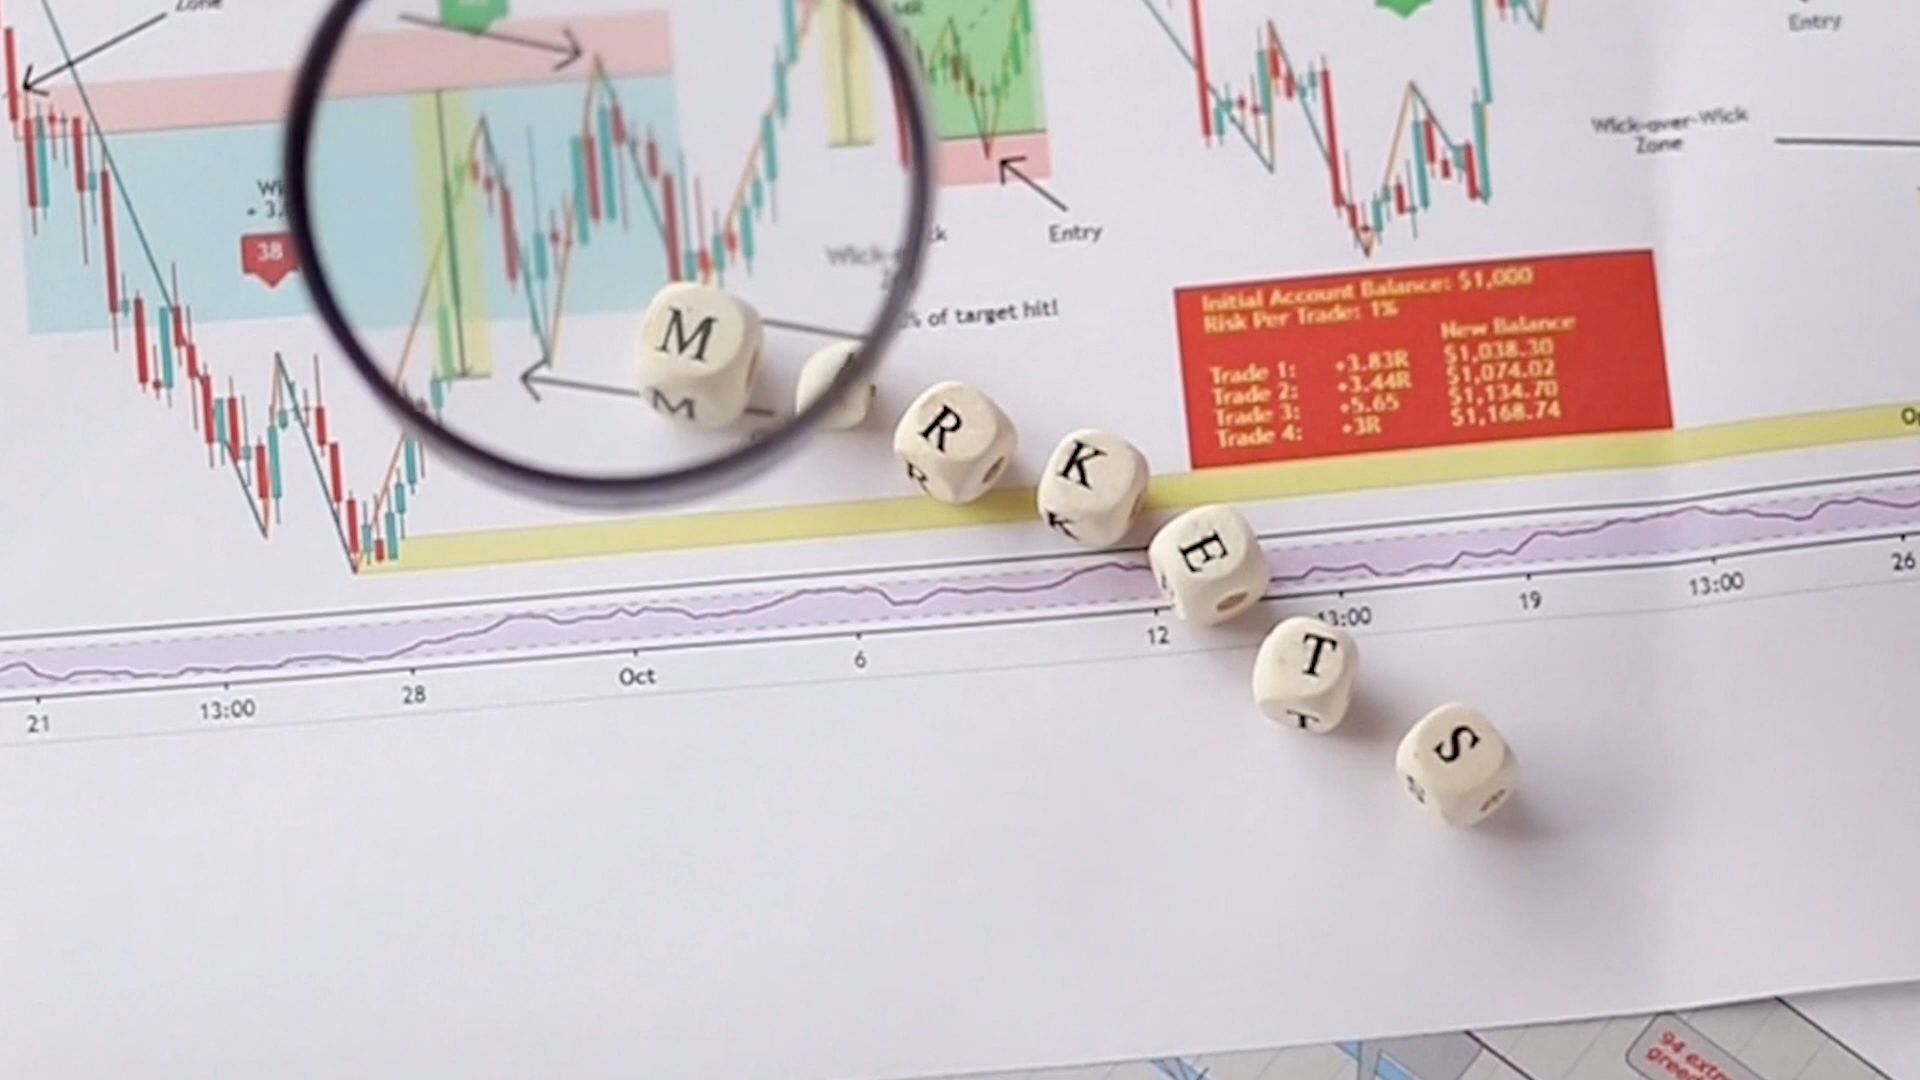 Zone
Entry
Wick-over-Wick
Zone
38
Entry
% of target hit!
Initial Account Balance: $1,000
Risk Per Trade: 1%
New Balance
Trade 1: +3.83R $1,038.30
Trade 2: +3.44R $1,074.02
Trade 3: +5.65 $1,134.70
Trade 4: +3R $1,168.74
M
M
R
R
K
K
E
T
T
S
21
13:00
28
Oct
6
12
13:00
19
13:00
26
94